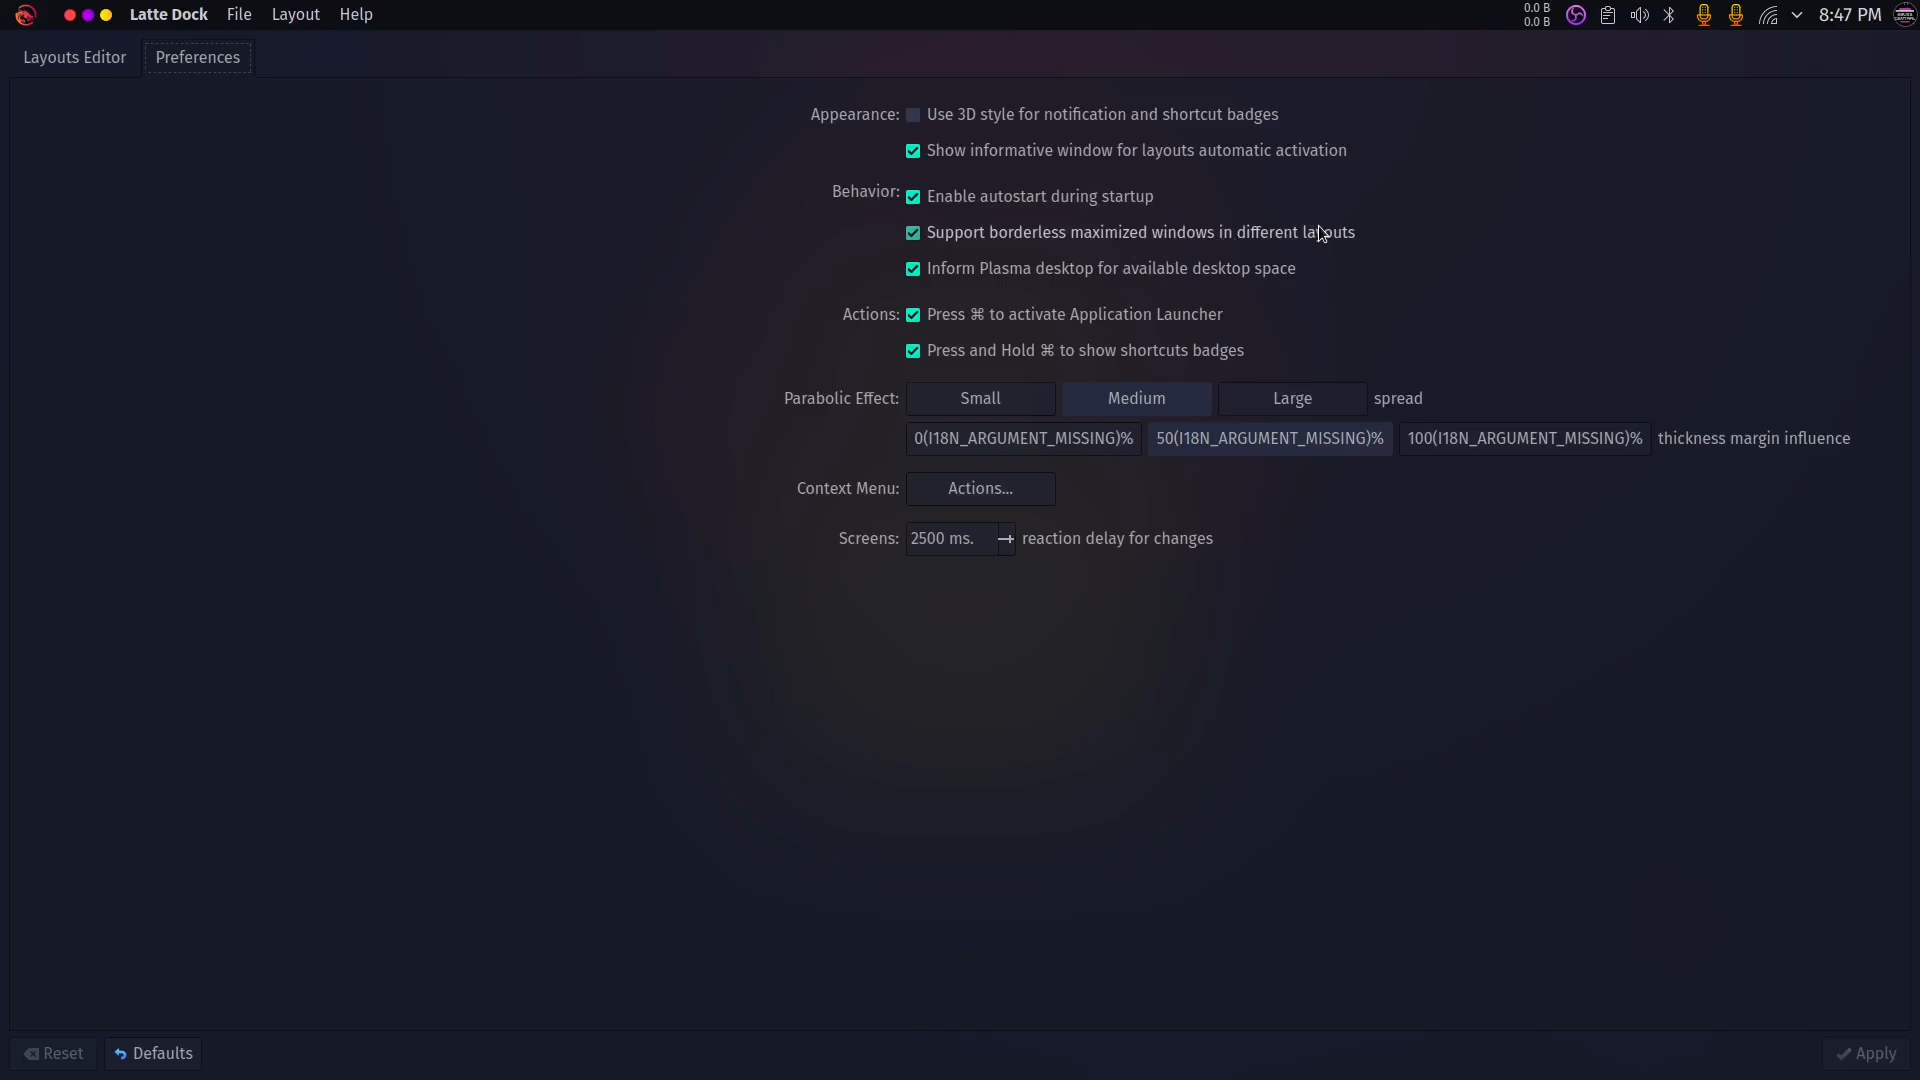 Latte Dock File Layout Help 0.0 B 0.0 B 8:47 PM
Layouts Editor Preferences
Appearance: Use 3D style for notification and shortcut badges
Show informative window for layouts automatic activation
Behavior: Enable autostart during startup
Support borderless maximized windows in different layouts
Inform Plasma desktop for available desktop space
Actions: Press ⌘ to activate Application Launcher
Press and Hold ⌘ to show shortcuts badges
Parabolic Effect: Small Medium Large spread
0(I18N_ARGUMENT_MISSING)% 50(I18N_ARGUMENT_MISSING)% 100(I18N_ARGUMENT_MISSING)% thickness margin influence
Context Menu: Actions...
Screens: 2500 ms. reaction delay for changes
Reset Defaults Apply